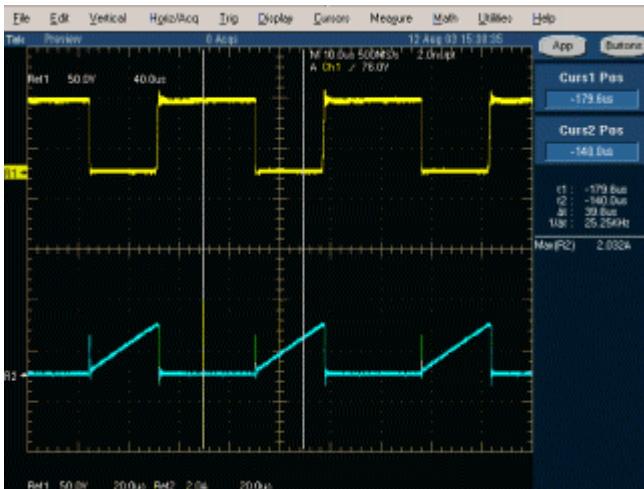 File Edit Vertical Horiz/Acq Trig Display Cursors Measure Math Utilities Help
Tek Preview 0 Acqs 12 Aug 03 15:38:35
App Buttons
M 10.0us 500MS/s 2.0ns/pt
A Ch1 / 76.0V
Ref1 50.0V 40.0us
Curs1 Pos
-179.6us
Curs2 Pos
-140.0us
t1 : -179.6us
t2 : -140.0us
Δt : 39.6us
1/Δt : 25.25kHz
Max(R2) 2.032A
R1
R2
Ref1 50.0V 20.0us Ref2 2.0A 20.0us